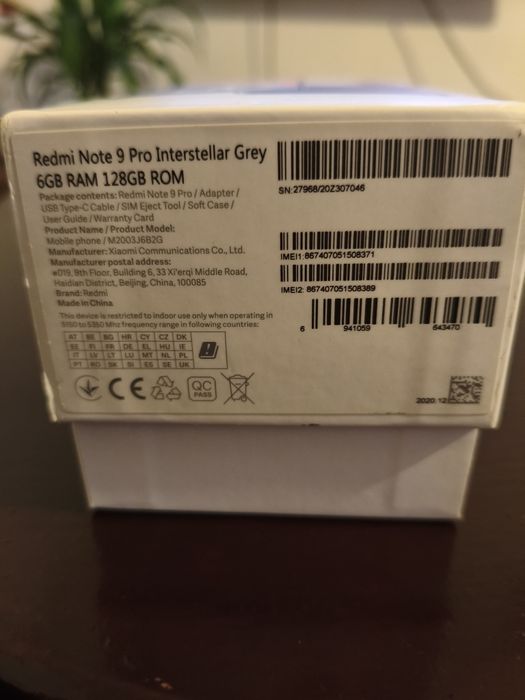 Redmi Note 9 Pro Interstellar Grey
6GB RAM 128GB ROM
Package contents: Redmi Note 9 Pro / Adapter /
USB Type-C Cable / SIM Eject Tool / Soft Case /
User Guide / Warranty Card
Product Name / Product Model:
Mobile phone / M2003J6B2G
Manufacturer: Xiaomi Communications Co., Ltd.
Manufacturer postal address:
#019, 9th Floor, Building 6, 33 Xi'erqi Middle Road,
Haidian District, Beijing, China, 100085
Brand: Redmi
Made in China
This device is restricted to indoor use only when operating in
5150 to 5350 Mhz frequency range in following countries:
AT BE BG HR CY CZ DK
EE FI FR DE EL HU IE
IT LV LT LU MT NL PL
PT RO SK SI ES SE UK
CE
QC
PASS
SN: 27968/20Z307046
IMEI1: 867407051508371
IMEI2: 867407051508389
6 941059 643470
2020.12